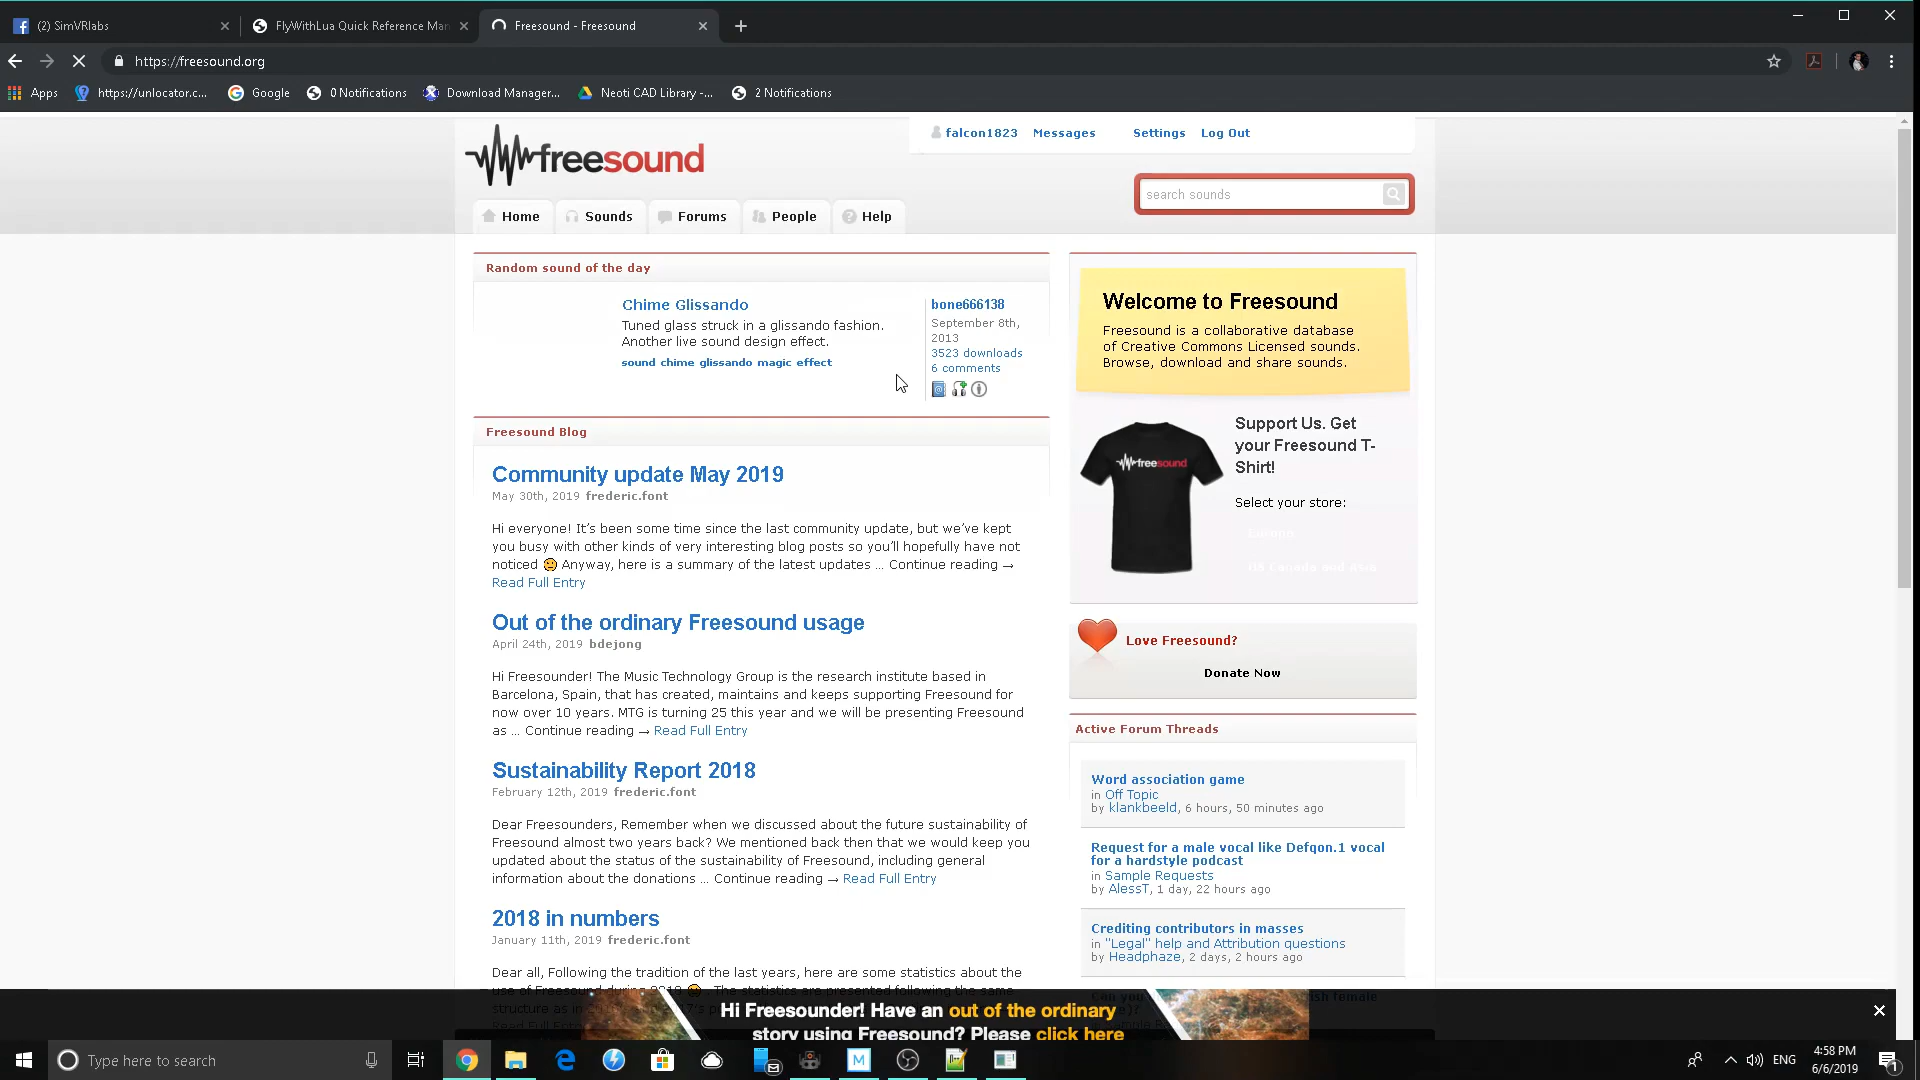 (2) SimVRlabs
FlyWithLua Quick Reference Man
Freesound - Freesound
https://freesound.org
Apps
https://unlocator.c...
Google
0 Notifications
Download Manager...
Neoti CAD Library -...
2 Notifications
freesound
falcon1823
Messages
Settings
Log Out
search sounds
Home
Sounds
Forums
People
Help
Random sound of the day
Chime Glissando
Tuned glass struck in a glissando fashion.
Another live sound design effect.
sound chime glissando magic effect
bone666138
September 8th,
2013
3523 downloads
6 comments
Welcome to Freesound
Freesound is a collaborative database
of Creative Commons Licensed sounds.
Browse, download and share sounds.
freesound
Support Us. Get
your Freesound T-
Shirt!
Select your store:
Europe
US Canada and Asia
Love Freesound?
Donate Now
Freesound Blog
Community update May 2019
May 30th, 2019 frederic.font
Hi everyone! It's been some time since the last community update, but we've kept
you busy with other kinds of very interesting blog posts so you'll hopefully have not
noticed 🙁 Anyway, here is a summary of the latest updates ... Continue reading →
Read Full Entry
Out of the ordinary Freesound usage
April 24th, 2019 bdejong
Hi Freesounder! The Music Technology Group is the research institute based in
Barcelona, Spain, that has created, maintains and keeps supporting Freesound for
now over 10 years. MTG is turning 25 this year and we will be presenting Freesound
as ... Continue reading → Read Full Entry
Sustainability Report 2018
February 12th, 2019 frederic.font
Dear Freesounders, Remember when we discussed about the future sustainability of
Freesound almost two years back? We mentioned back then that we would keep you
updated about the status of the sustainability of Freesound, including general
information about the donations ... Continue reading → Read Full Entry
2018 in numbers
January 11th, 2019 frederic.font
Dear all, Following the tradition of the last years, here are some statistics about the
Active Forum Threads
Word association game
in Off Topic
by klankbeeld, 6 hours, 50 minutes ago
Request for a male vocal like Defqon.1 vocal
for a hardstyle podcast
in Sample Requests
by AlessT, 1 day, 22 hours ago
Crediting contributors in masses
in "Legal" help and Attribution questions
by Headphaze, 2 days, 2 hours ago
Hi Freesounder! Have an out of the ordinary
story using Freesound? Please click here
Type here to search
ENG
4:58 PM
6/6/2019
1